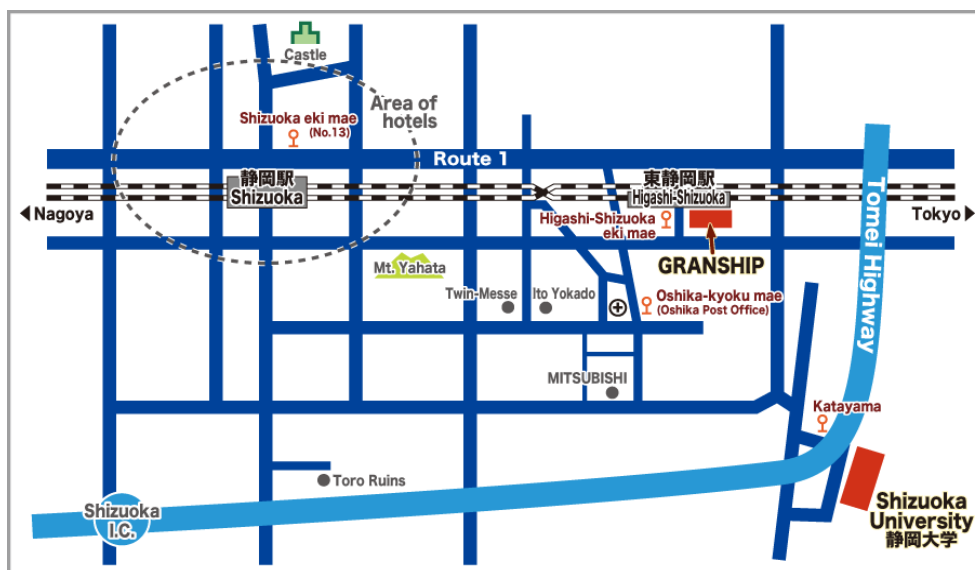 Castle
Area of
hotels
Shizuoka eki mae
(No.13)
Route 1
静岡駅
Shizuoka
東静岡駅
Higashi-Shizuoka
Nagoya
Tokyo
Higashi-Shizuoka
eki mae
GRANSHIP
Mt. Yahata
Tomei Highway
Twin-Messe
Ito Yokado
Oshika-kyoku mae
(Oshika Post Office)
MITSUBISHI
Katayama
Toro Ruins
Shizuoka
I.C.
Shizuoka
University
静岡大学